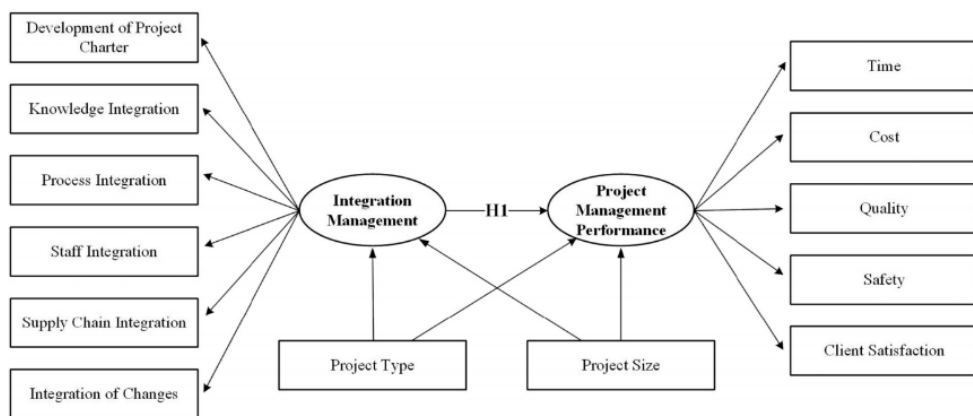 Development of Project
Charter
Knowledge Integration
Process Integration
Staff Integration
Supply Chain Integration
Integration of Changes
Integration
Management
H1
Project
Management
Performance
Project Type
Project Size
Time
Cost
Quality
Safety
Client Satisfaction